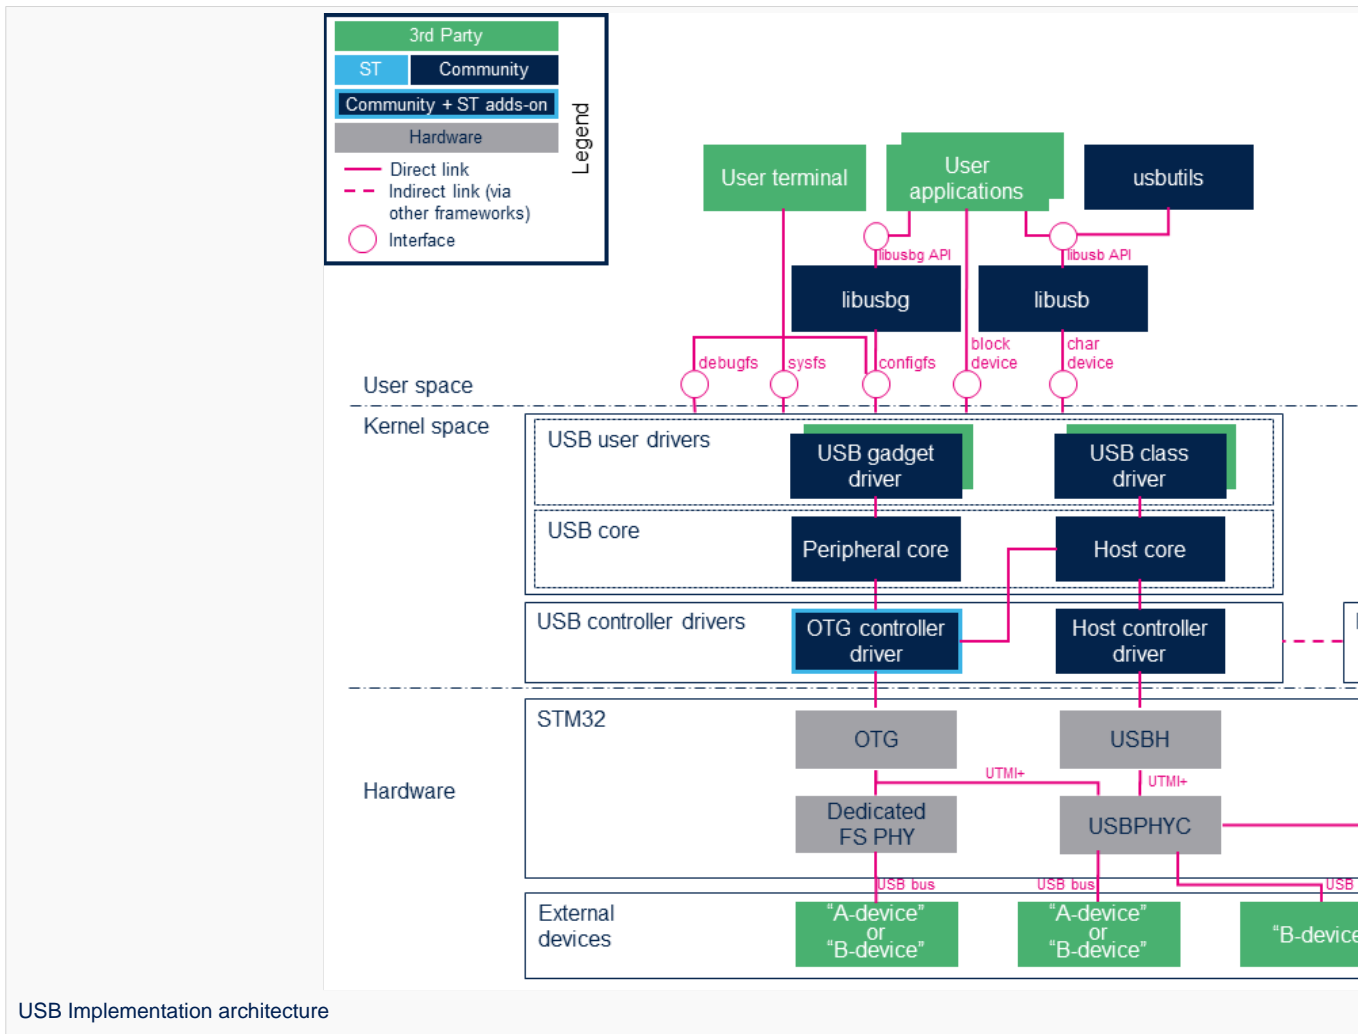 3rd Party
ST
Community
Community + ST adds-on
Hardware
Direct link
Indirect link (via
other frameworks)
Interface
Legend
User terminal
User
applications
usbutils
libusbg API
libusb API
libusbg
libusb
debugfs
sysfs
configfs
block
device
char
device
User space
Kernel space
USB user drivers
USB gadget
driver
USB class
driver
USB core
Peripheral core
Host core
USB controller drivers
OTG controller
driver
Host controller
driver
STM32
OTG
USBH
UTMI+
UTMI+
Hardware
Dedicated
FS PHY
USBPHYC
USB bus
USB bus
USB
External
devices
“A-device”
or
“B-device”
“A-device”
or
“B-device”
“B-device
USB Implementation architecture